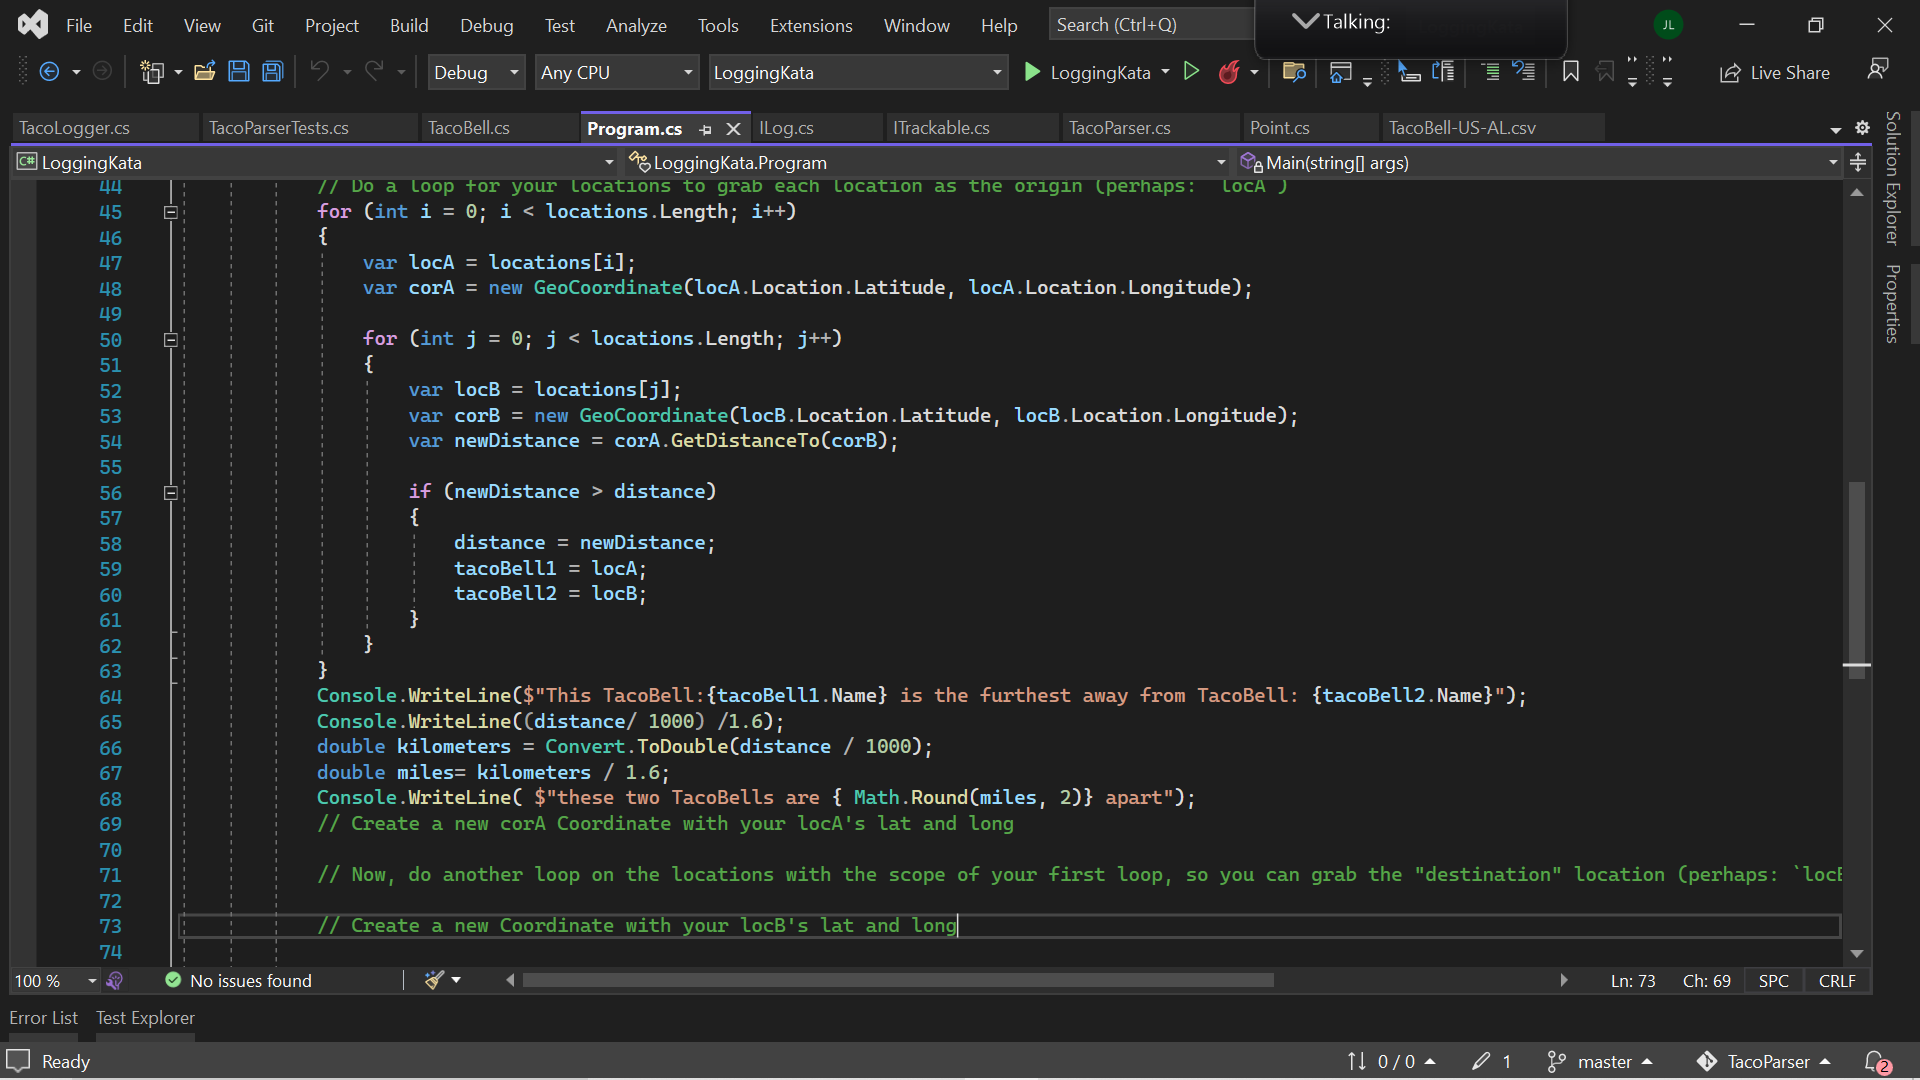 File Edit View Git Project Build Debug Test Analyze Tools Extensions Window Help Search (Ctrl+Q) Talking: JL
Debug Any CPU LoggingKata LoggingKata Live Share
TacoLogger.cs TacoParserTests.cs TacoBell.cs Program.cs ILog.cs ITrackable.cs TacoParser.cs Point.cs TacoBell-US-AL.csv
C# LoggingKata LoggingKata.Program Main(string[] args)
Solution Explorer
Properties
44 // Do a loop for your locations to grab each location as the origin (perhaps: `locA`)
45 for (int i = 0; i < locations.Length; i++)
46 {
47 var locA = locations[i];
48 var corA = new GeoCoordinate(locA.Location.Latitude, locA.Location.Longitude);
49
50 for (int j = 0; j < locations.Length; j++)
51 {
52 var locB = locations[j];
53 var corB = new GeoCoordinate(locB.Location.Latitude, locB.Location.Longitude);
54 var newDistance = corA.GetDistanceTo(corB);
55
56 if (newDistance > distance)
57 {
58 distance = newDistance;
59 tacoBell1 = locA;
60 tacoBell2 = locB;
61 }
62 }
63 }
64 Console.WriteLine($"This TacoBell:{tacoBell1.Name} is the furthest away from TacoBell: {tacoBell2.Name}");
65 Console.WriteLine((distance/ 1000) /1.6);
66 double kilometers = Convert.ToDouble(distance / 1000);
67 double miles= kilometers / 1.6;
68 Console.WriteLine( $"these two TacoBells are { Math.Round(miles, 2)} apart");
69 // Create a new corA Coordinate with your locA's lat and long
70
71 // Now, do another loop on the locations with the scope of your first loop, so you can grab the "destination" location (perhaps: `locB
72
73 // Create a new Coordinate with your locB's lat and long
74
100 % No issues found Ln: 73 Ch: 69 SPC CRLF
Error List Test Explorer
Ready 0 / 0 1 master TacoParser 2